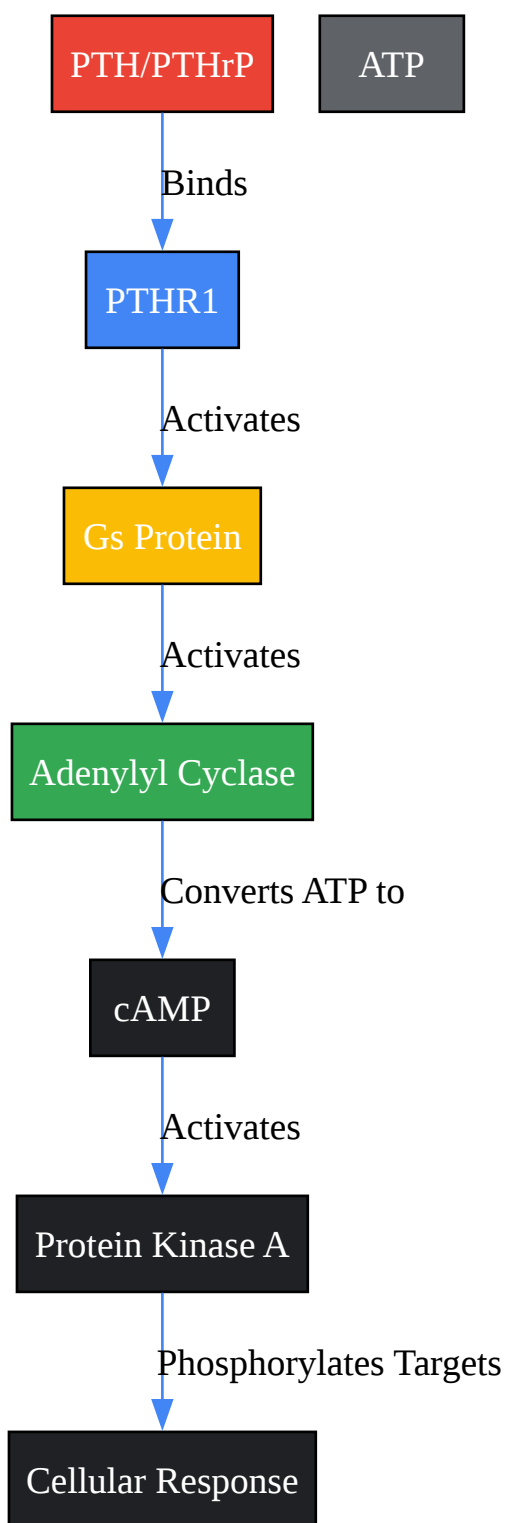 PTH/PTHrP
ATP
Binds
PTHR1
Activates
Gs Protein
Activates
Adenylyl Cyclase
Converts ATP to
cAMP
Activates
Protein Kinase A
Phosphorylates Targets
Cellular Response